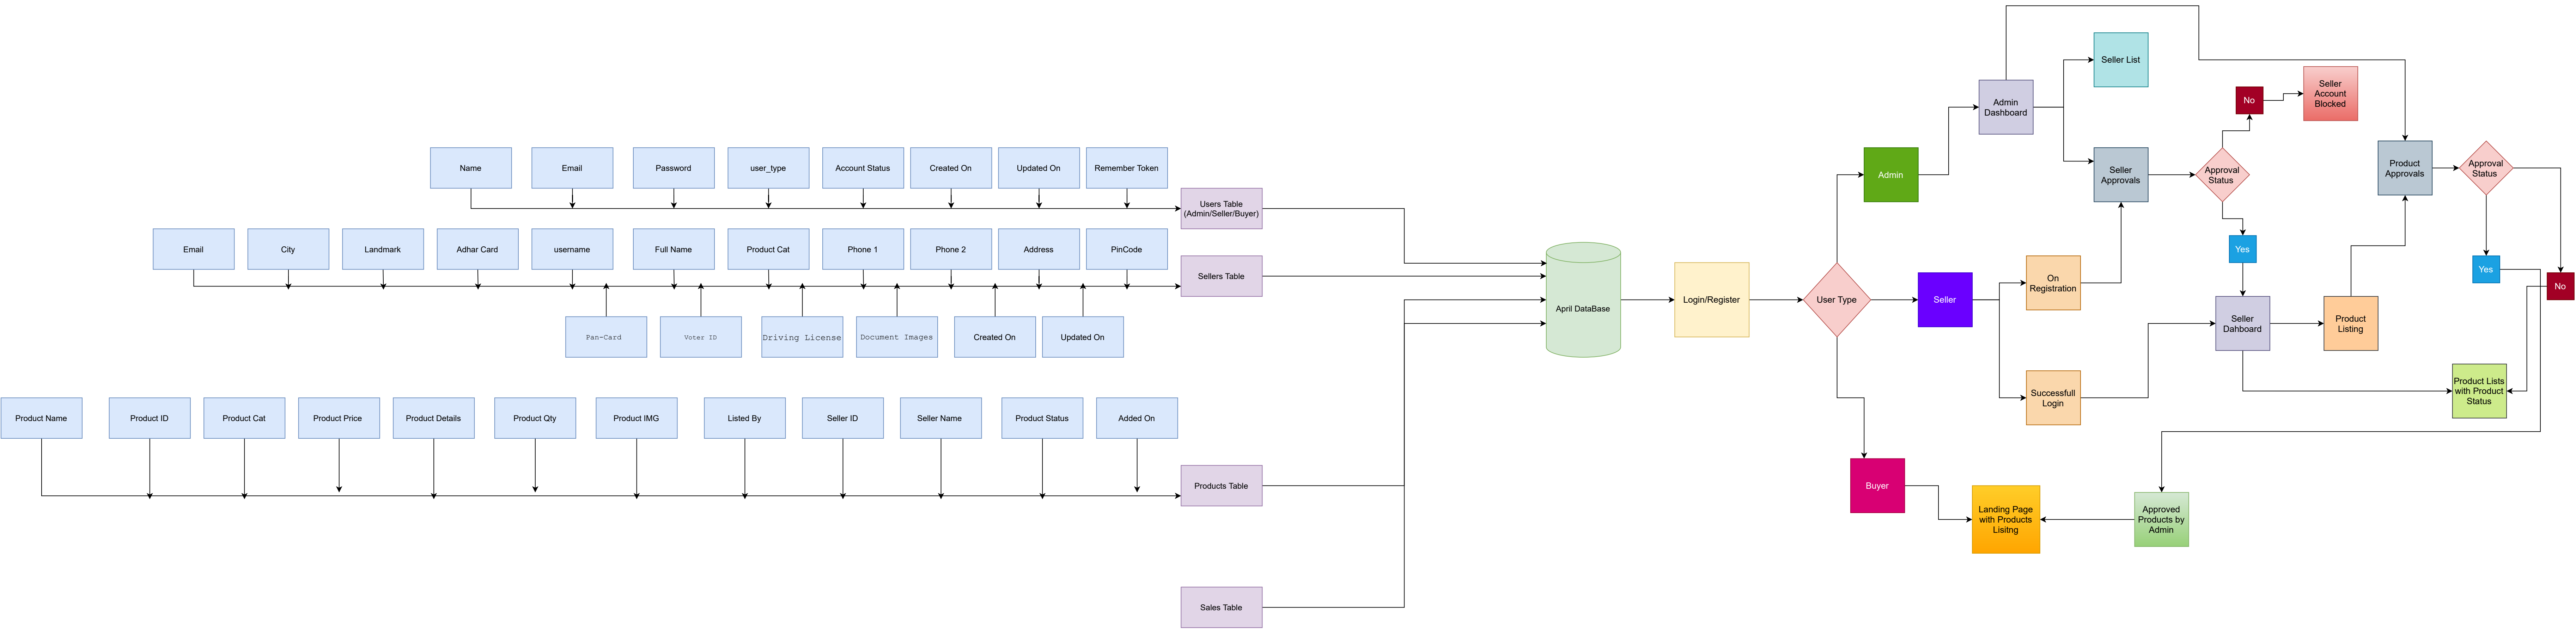 Seller List
Seller
Account
Blocked
No
Admin
Dashboard
Name
Email
Password
user_type
Account Status
Created On
Updated On
Remember Token
Users Table
(Admin/Seller/Buyer)
Admin
Seller
Approvals
Approval
Status
Product
Approvals
Approval
Status
Email
City
Landmark
Adhar Card
username
Full Name
Product Cat
Phone 1
Phone 2
Address
PinCode
Sellers Table
Yes
Yes
No
On
Registration
April DataBase
Login/Register
User Type
Seller
Pan-Card
Voter ID
Driving License
Document Images
Created On
Updated On
Seller
Dahboard
Product
Listing
Successfull
Login
Product Lists
with Product
Status
Product Name
Product ID
Product Cat
Product Price
Product Details
Product Qty
Product IMG
Listed By
Seller ID
Seller Name
Product Status
Added On
Products Table
Buyer
Landing Page
with Products
Lisitng
Approved
Products by
Admin
Sales Table